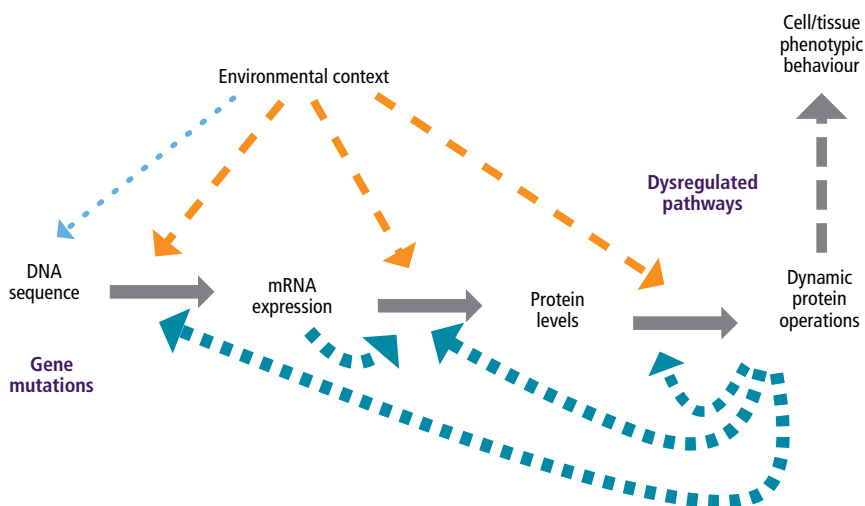 Cell/tissue
phenotypic
behaviour
Environmental context
Dysregulated
pathways
DNA
sequence
mRNA
expression
Protein
levels
Dynamic
protein
operations
Gene
mutations